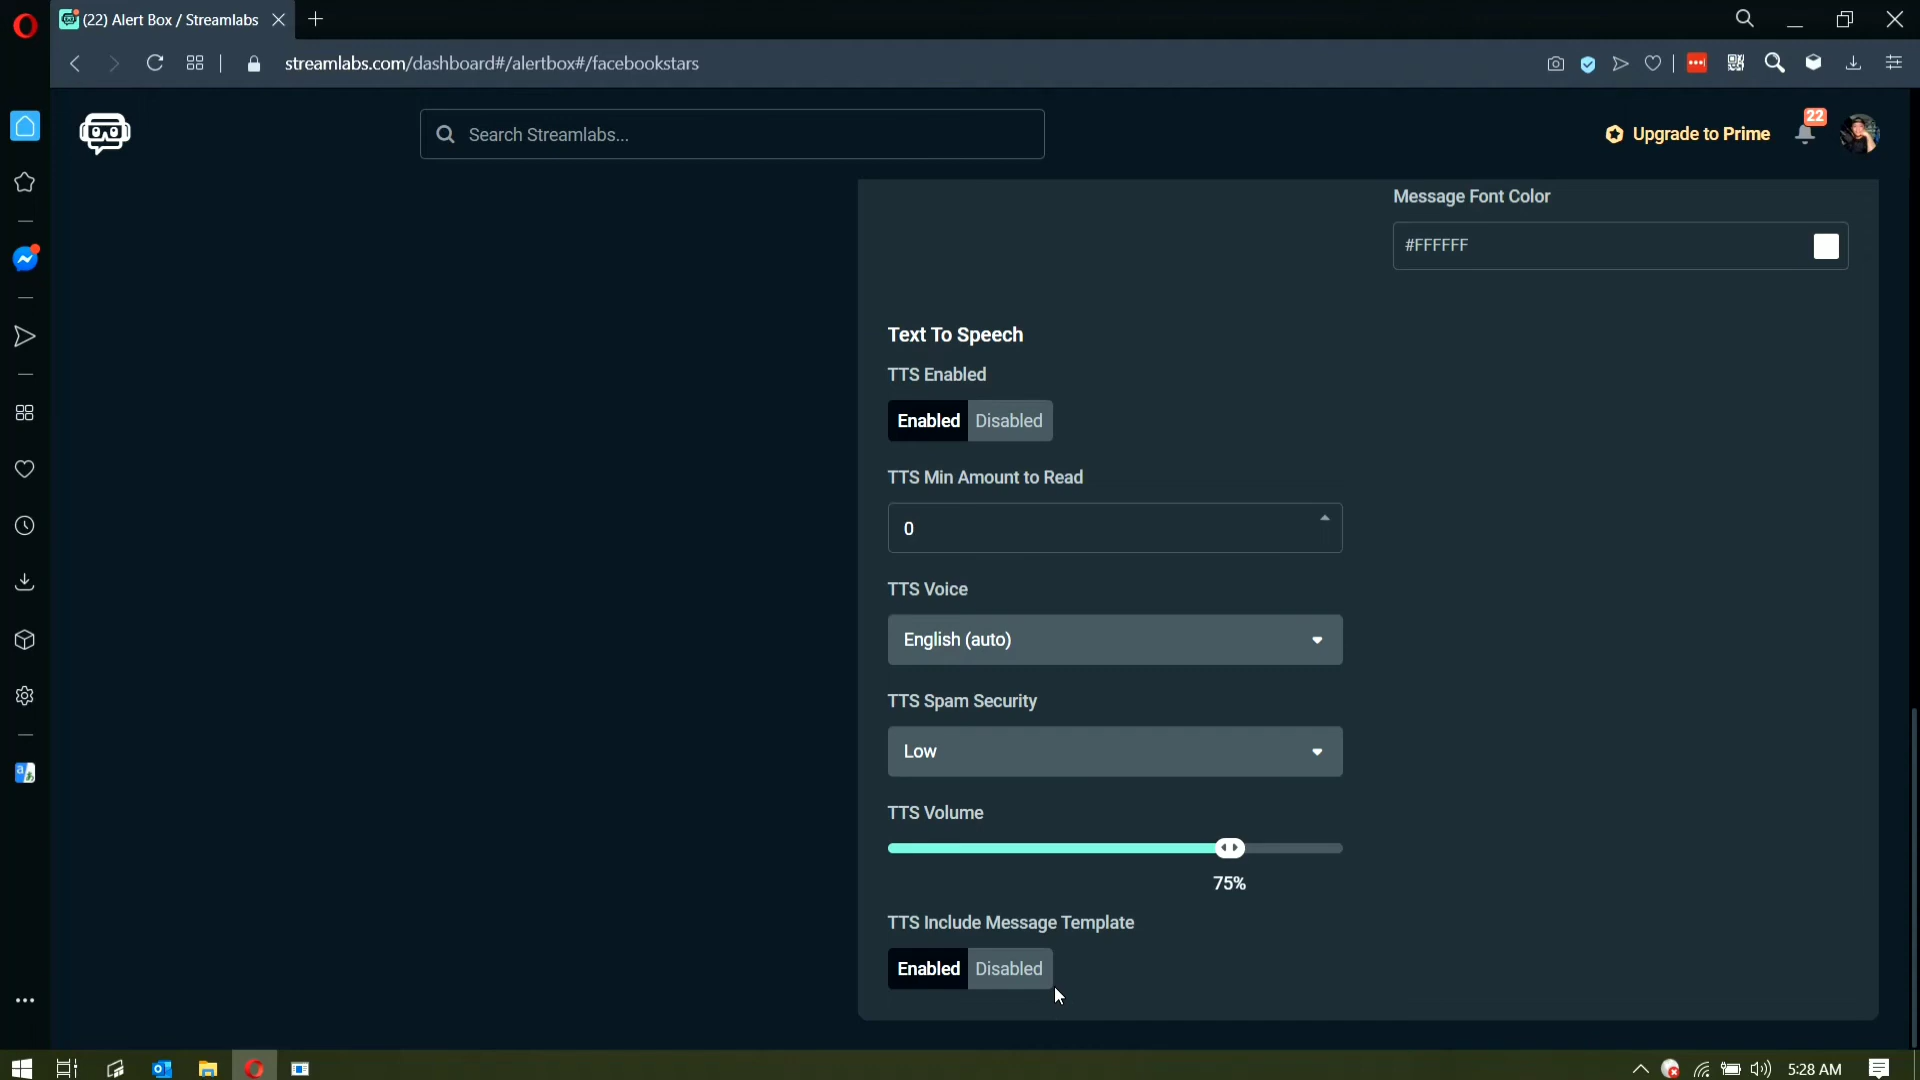 (22) Alert Box / Streamlabs
streamlabs.com/dashboard#/alertbox#/facebookstars
Search Streamlabs...
Upgrade to Prime
22
Message Font Color
#FFFFFF
Text To Speech
TTS Enabled
Enabled Disabled
TTS Min Amount to Read
0
TTS Voice
English (auto)
TTS Spam Security
Low
TTS Volume
75%
TTS Include Message Template
Enabled Disabled
5:28 AM